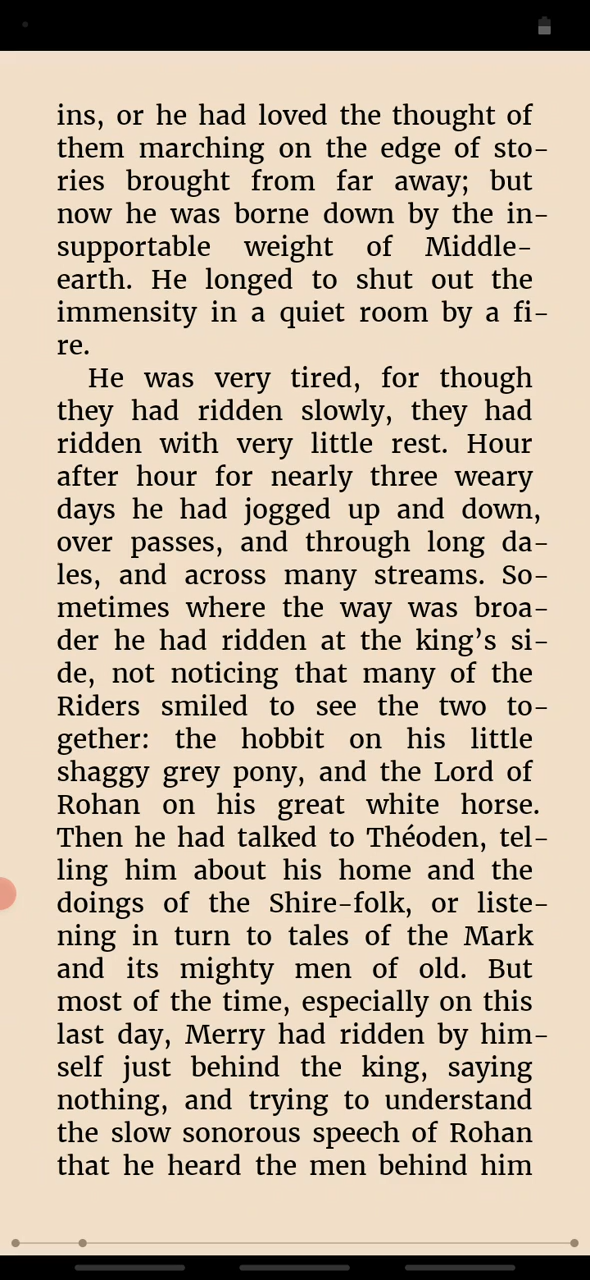 ins, or he had loved the thought of
them marching on the edge of sto-
ries brought from far away; but
now he was borne down by the in-
supportable weight of Middle-
earth. He longed to shut out the
immensity in a quiet room by a fi-
re.
He was very tired, for though
they had ridden slowly, they had
ridden with very little rest. Hour
after hour for nearly three weary
days he had jogged up and down,
over passes, and through long da-
les, and across many streams. So-
metimes where the way was broa-
der he had ridden at the king’s si-
de, not noticing that many of the
Riders smiled to see the two to-
gether: the hobbit on his little
shaggy grey pony, and the Lord of
Rohan on his great white horse.
Then he had talked to Théoden, tel-
ling him about his home and the
doings of the Shire-folk, or liste-
ning in turn to tales of the Mark
and its mighty men of old. But
most of the time, especially on this
last day, Merry had ridden by him-
self just behind the king, saying
nothing, and trying to understand
the slow sonorous speech of Rohan
that he heard the men behind him